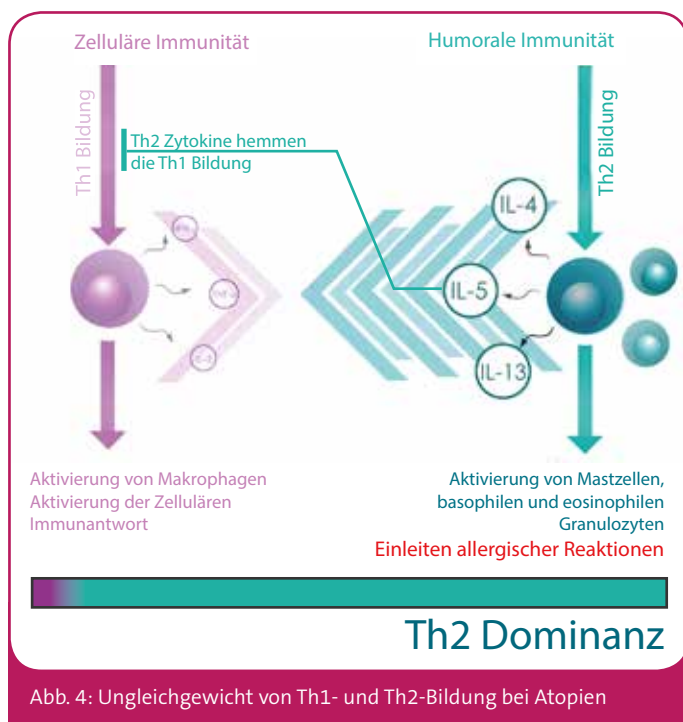 Zelluläre Immunität
Humorale Immunität
Th1 Bildung
Th2 Zytokine hemmen
die Th1 Bildung
Th2 Bildung
IL-4
IL-5
IL-13
Aktivierung von Makrophagen
Aktivierung der Zellulären
Immunantwort
Aktivierung von Mastzellen,
basophilen und eosinophilen
Granulozyten
Einleiten allergischer Reaktionen
Th2 Dominanz
Abb. 4: Ungleichgewicht von Th1- und Th2-Bildung bei Atopien